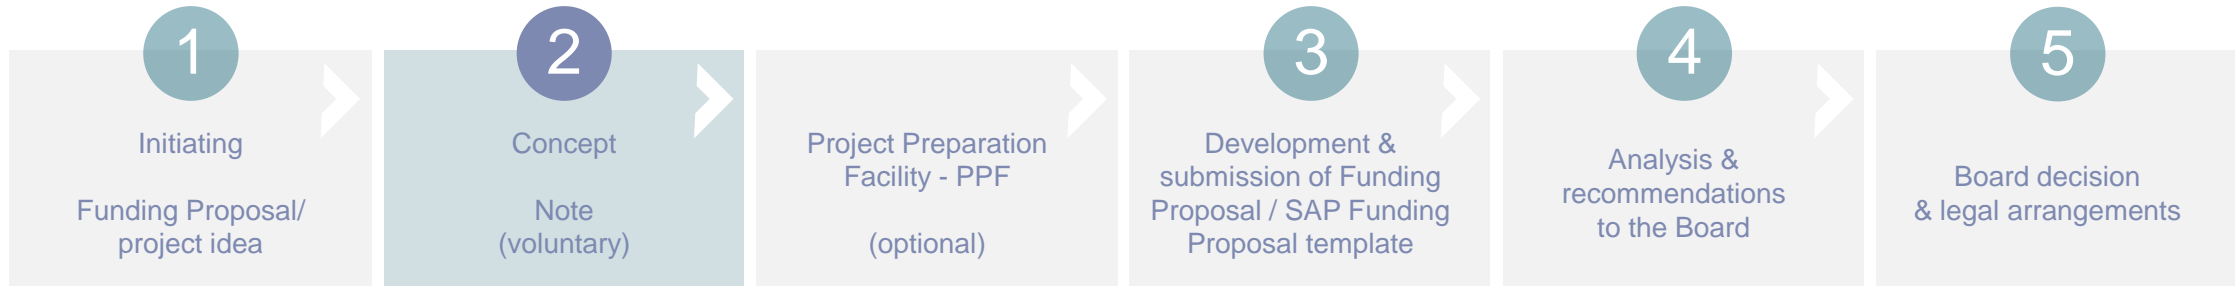 1
Initiating
Funding Proposal/
project idea
2
Concept
Note
(voluntary)
Project Preparation
Facility - PPF
(optional)
3
Development &
submission of Funding
Proposal / SAP Funding
Proposal template
4
Analysis &
recommendations
to the Board
5
Board decision
& legal arrangements